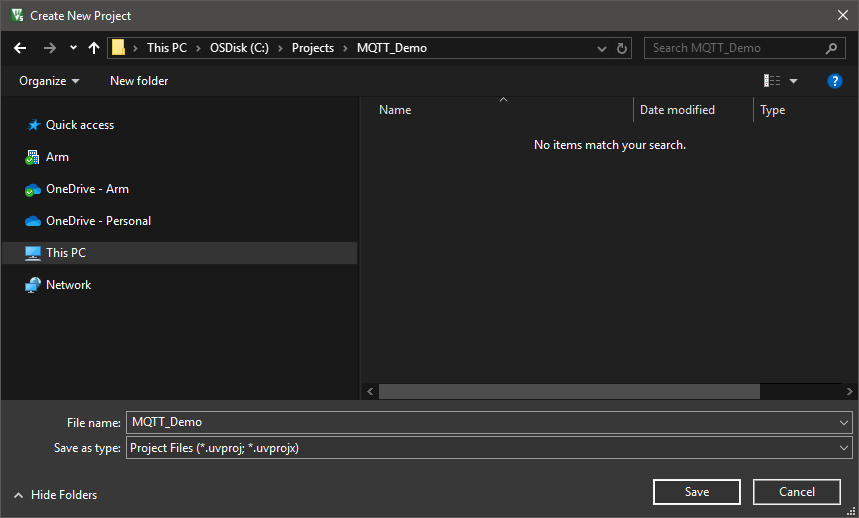 Create New Project
This PC > OSDisk (C:) > Projects > MQTT_Demo
Search MQTT_Demo
Organize
New folder
?
Name
Date modified
Type
Quick access
Arm
OneDrive - Arm
OneDrive - Personal
This PC
Network
No items match your search.
File name: MQTT_Demo
Save as type: Project Files (*.uvproj; *.uvprojx)
Hide Folders
Save
Cancel